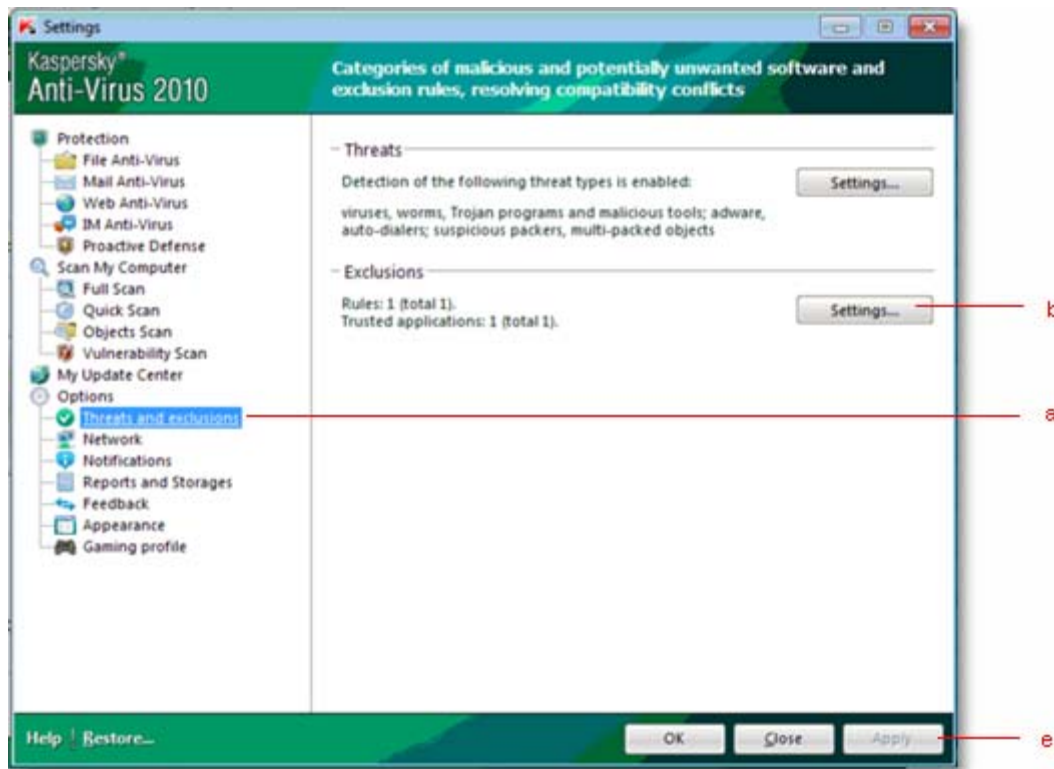 Settings
Kaspersky®
Anti-Virus 2010
Categories of malicious and potentially unwanted software and
exclusion rules, resolving compatibility conflicts
Protection
File Anti-Virus
Mail Anti-Virus
Web Anti-Virus
IM Anti-Virus
Proactive Defense
Scan My Computer
Full Scan
Quick Scan
Objects Scan
Vulnerability Scan
My Update Center
Options
Threats and exclusions
Network
Notifications
Reports and Storages
Feedback
Appearance
Gaming profile
Threats
Detection of the following threat types is enabled:
Settings...
viruses, worms, Trojan programs and malicious tools; adware,
auto-dialers; suspicious packers, multi-packed objects
Exclusions
Rules: 1 (total 1).
Trusted applications: 1 (total 1).
Settings...
b
a
Help | Restore...
OK
Close
Apply
e